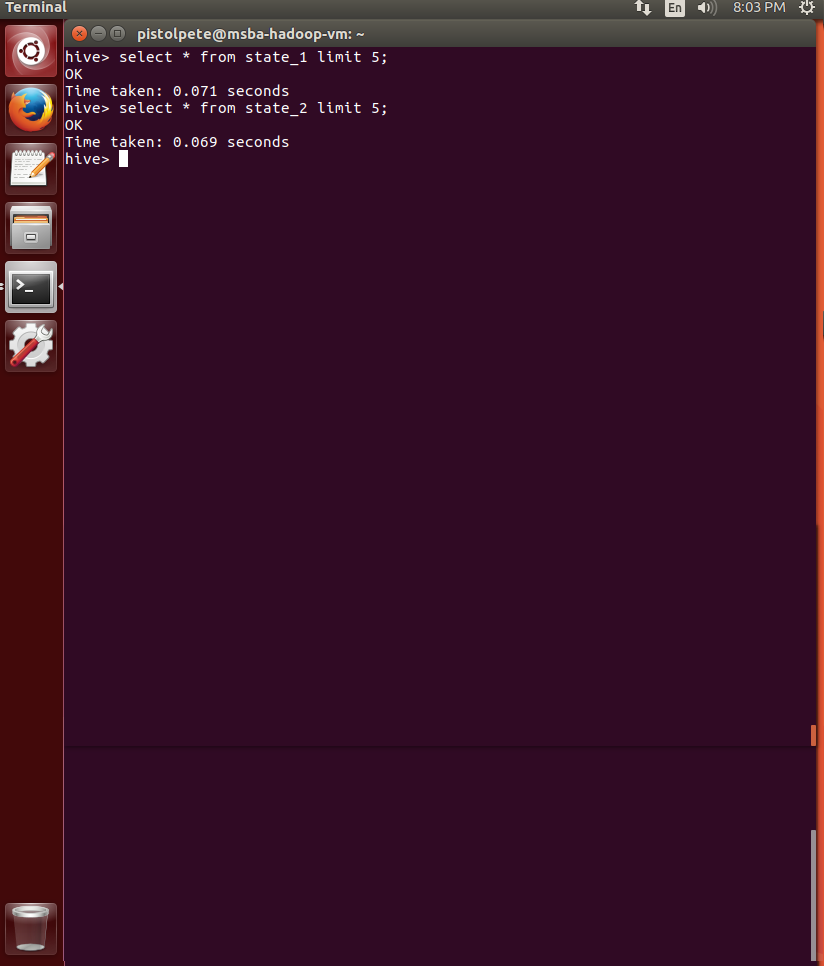 Terminal
En
8:03 PM
pistolpete@msba-hadoop-vm: ~
hive> select * from state_1 limit 5;
OK
Time taken: 0.071 seconds
hive> select * from state_2 limit 5;
OK
Time taken: 0.069 seconds
hive>